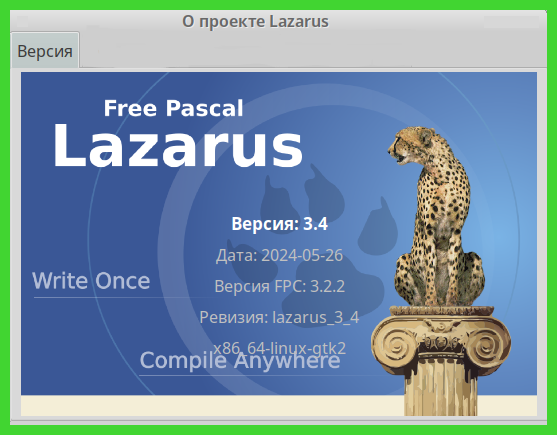 О проекте Lazarus
Версия
Free Pascal
Lazarus
Версия: 3.4
Дата: 2024-05-26
Write Once
Версия FPC: 3.2.2
Ревизия: lazarus_3_4
x86_64-linux-gtk2
Compile Anywhere